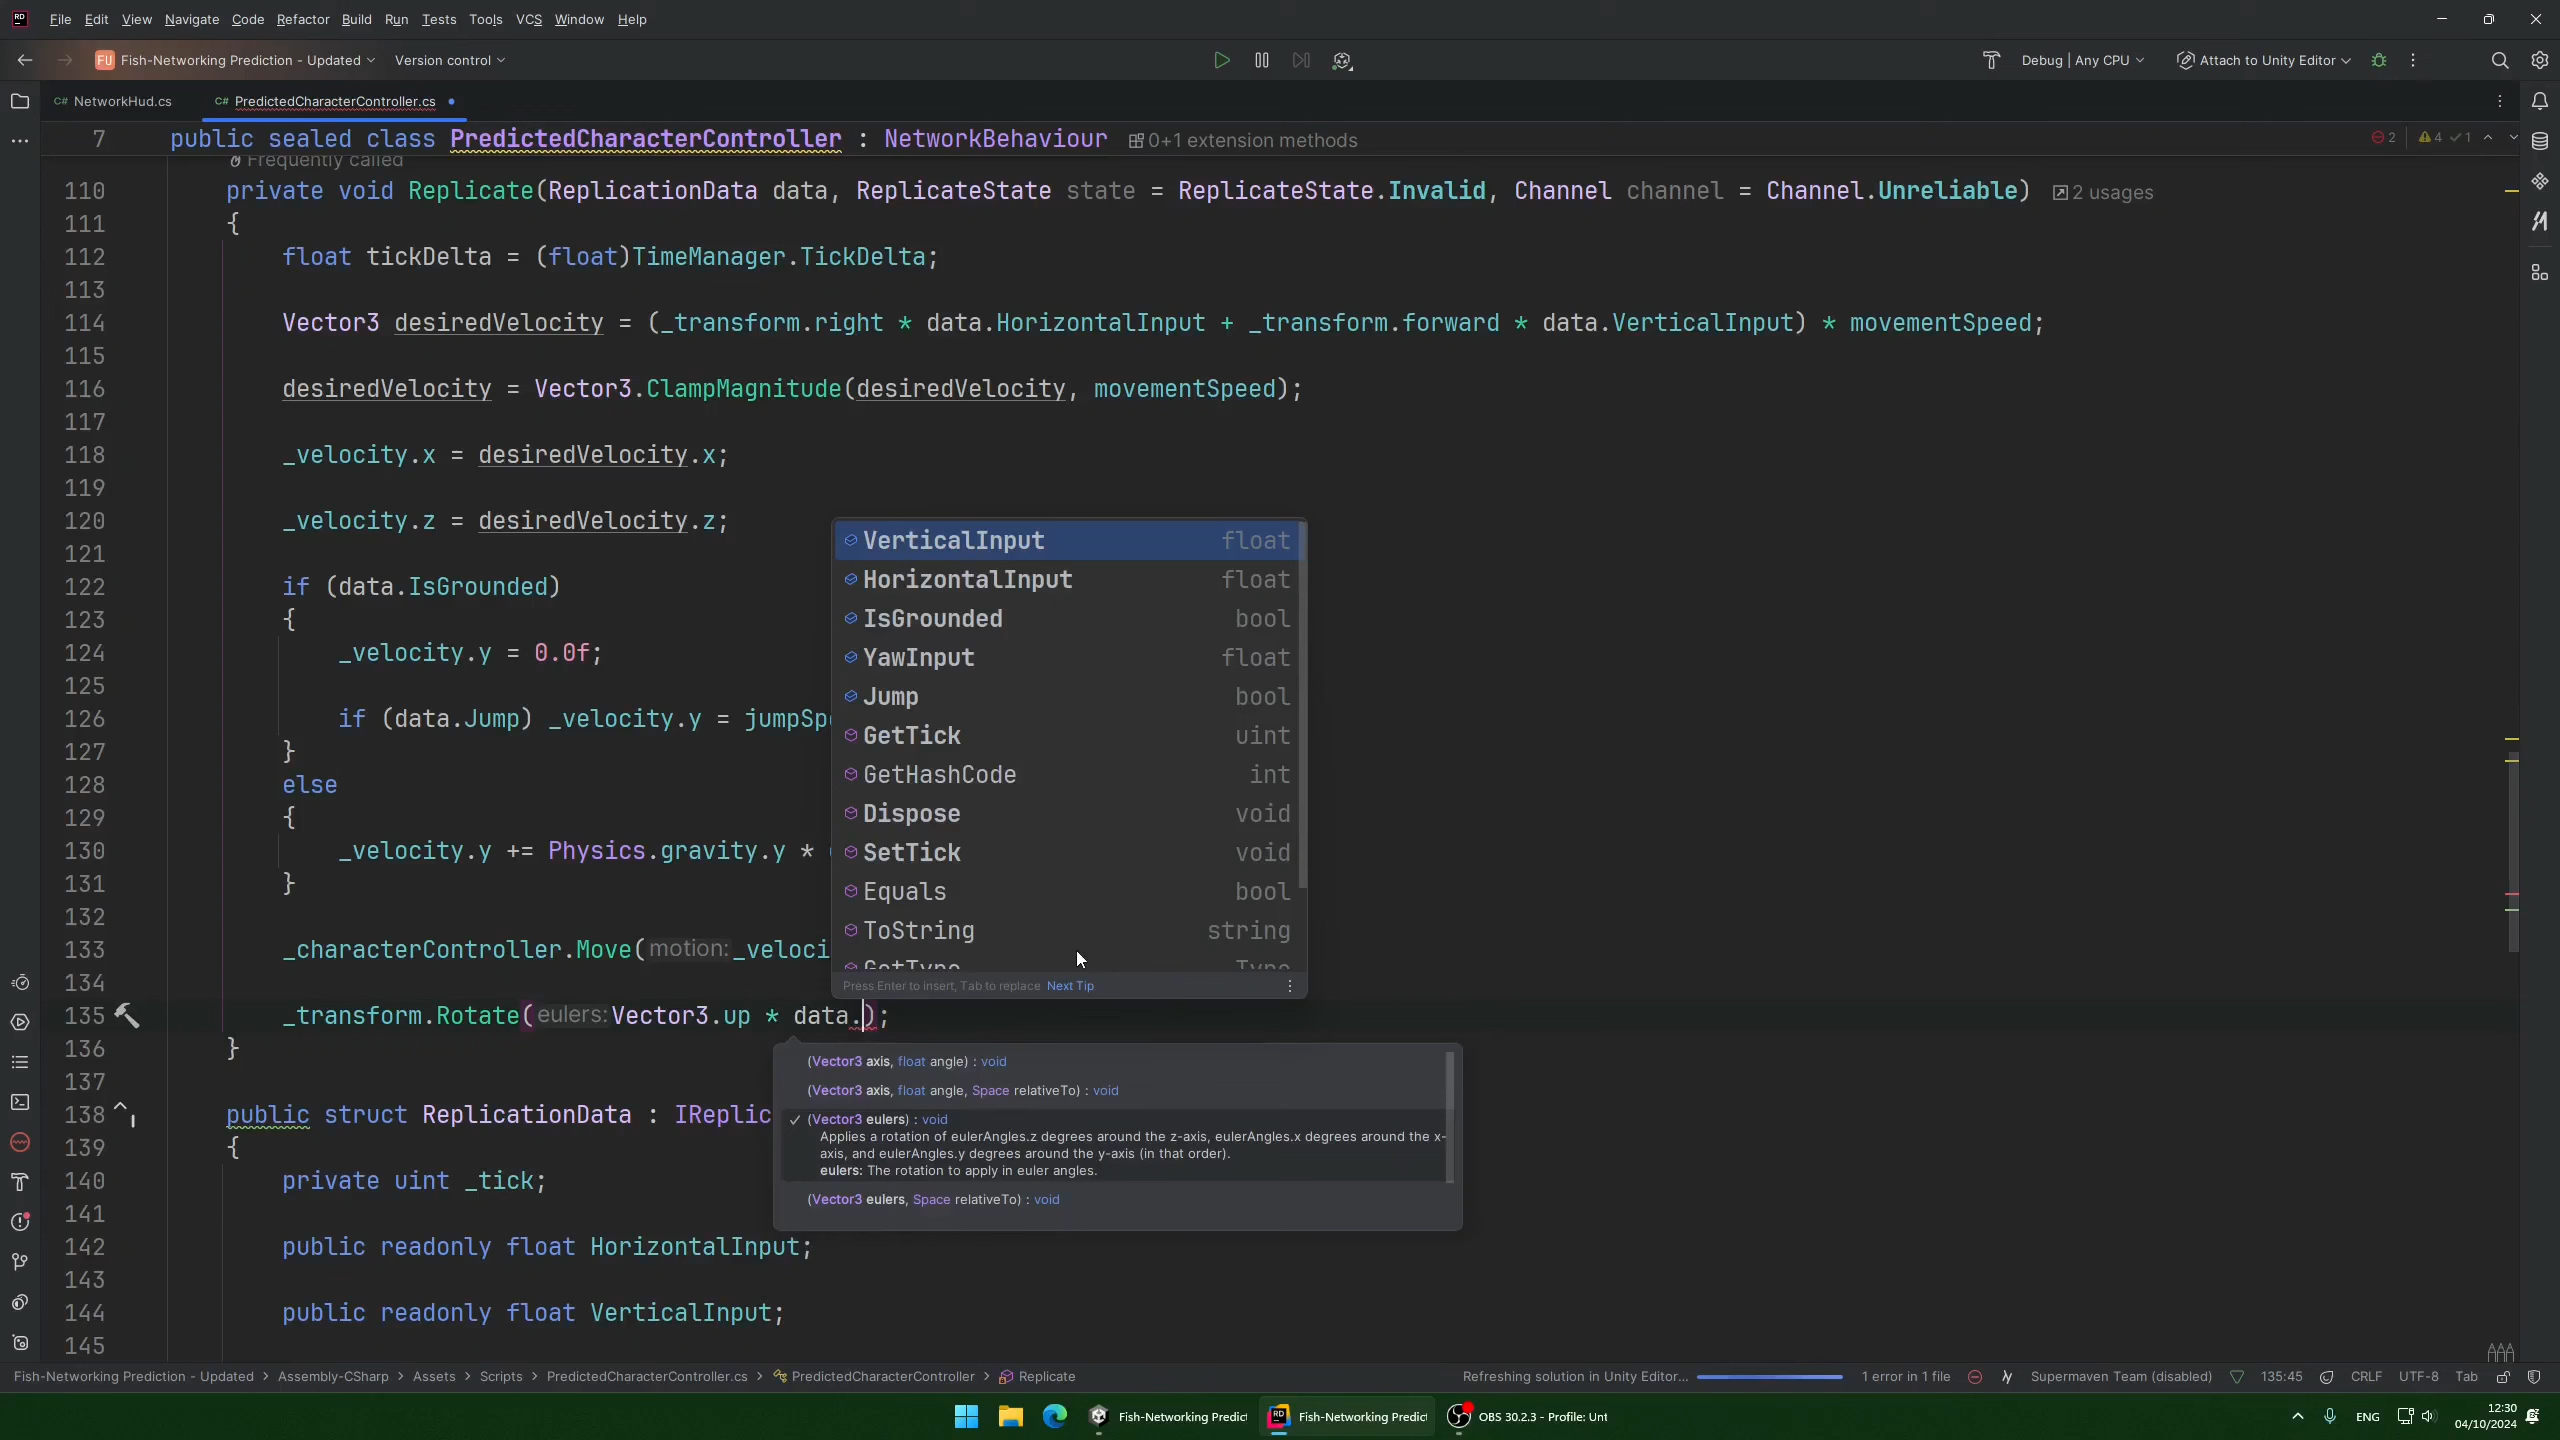 File Edit View Navigate Code Refactor Build Run Tests Tools VCS Window Help
FU Fish-Networking Prediction - Updated Version control Debug | Any CPU Attach to Unity Editor
C# NetworkHud.cs C# PredictedCharacterController.cs
7 public sealed class PredictedCharacterController : NetworkBehaviour 0+1 extension methods 2 4 1
Frequently called
110 private void Replicate(ReplicationData data, ReplicateState state = ReplicateState.Invalid, Channel channel = Channel.Unreliable) 2 usages
111 {
112 float tickDelta = (float)TimeManager.TickDelta;
113
114 Vector3 desiredVelocity = (_transform.right * data.HorizontalInput + _transform.forward * data.VerticalInput) * movementSpeed;
115
116 desiredVelocity = Vector3.ClampMagnitude(desiredVelocity, movementSpeed);
117
118 _velocity.x = desiredVelocity.x;
119
120 _velocity.z = desiredVelocity.z;
121
122 if (data.IsGrounded)
123 {
124 _velocity.y = 0.0f;
125
126 if (data.Jump) _velocity.y = jumpSp
127 }
128 else
129 {
130 _velocity.y += Physics.gravity.y *
131 }
132
133 _characterController.Move(motion: _veloci
134
135 _transform.Rotate(eulers: Vector3.up * data.);
136 }
137
138 public struct ReplicationData : IReplic
139 {
140 private uint _tick;
141
142 public readonly float HorizontalInput;
143
144 public readonly float VerticalInput;
145
VerticalInput float
HorizontalInput float
IsGrounded bool
YawInput float
Jump bool
GetTick uint
GetHashCode int
Dispose void
SetTick void
Equals bool
ToString string
GetType Type
Press Enter to insert, Tab to replace Next Tip
(Vector3 axis, float angle) : void
(Vector3 axis, float angle, Space relativeTo) : void
(Vector3 eulers) : void
Applies a rotation of eulerAngles.z degrees around the z-axis, eulerAngles.x degrees around the x-
axis, and eulerAngles.y degrees around the y-axis (in that order).
eulers: The rotation to apply in euler angles.
(Vector3 eulers, Space relativeTo) : void
Fish-Networking Prediction - Updated > Assembly-CSharp > Assets > Scripts > PredictedCharacterController.cs > PredictedCharacterController > Replicate Refreshing solution in Unity Editor... 1 error in 1 file Supermaven Team (disabled) 135:45 CRLF UTF-8 Tab
Fish-Networking Predict Fish-Networking Predict OBS 30.2.3 - Profile: Unt ENG 12:30
04/10/2024